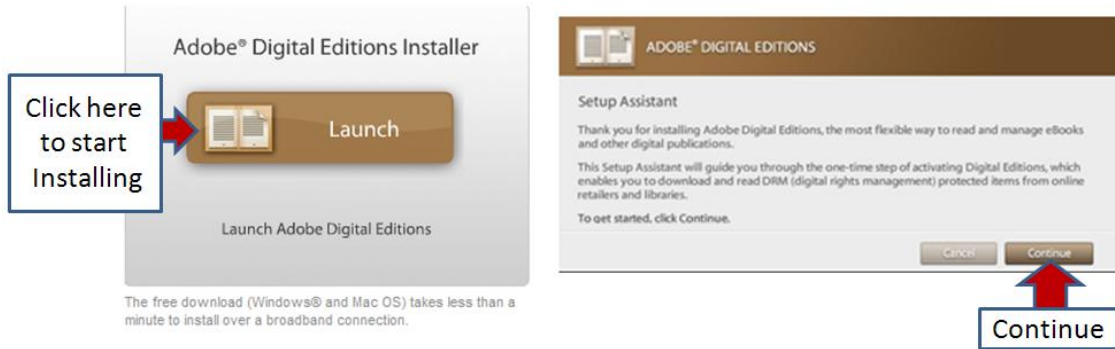 Adobe® Digital Editions Installer
Click here
to start
Installing
Launch
Launch Adobe Digital Editions
The free download (Windows® and Mac OS) takes less than a
minute to install over a broadband connection.
ADOBE® DIGITAL EDITIONS
Setup Assistant
Thank you for installing Adobe Digital Editions, the most flexible way to read and manage eBooks
and other digital publications.
This Setup Assistant will guide you through the one-time step of activating Digital Editions, which
enables you to download and read DRM (digital rights management) protected items from online
retailers and libraries.
To get started, click Continue.
Cancel
Continue
Continue